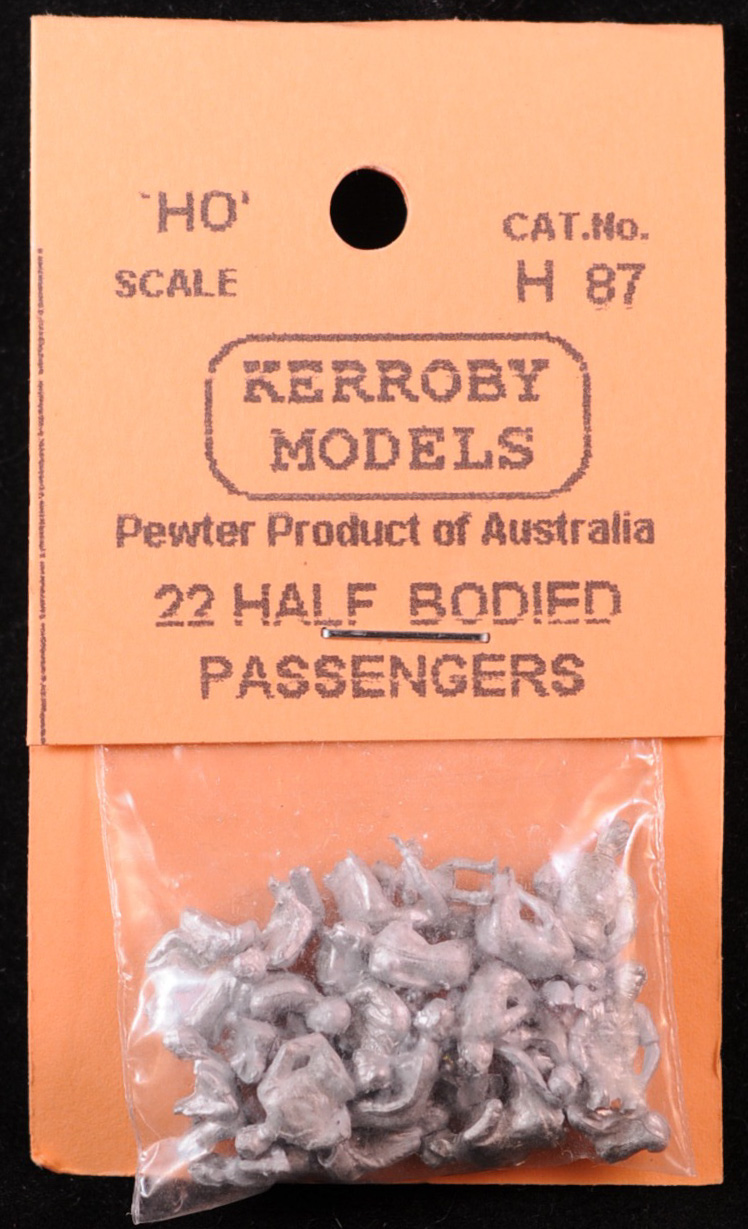 `HO'
SCALE
CAT.No.
H 87
KERROBY
MODELS
Pewter Product of Australia
22 HALF BODIED
PASSENGERS